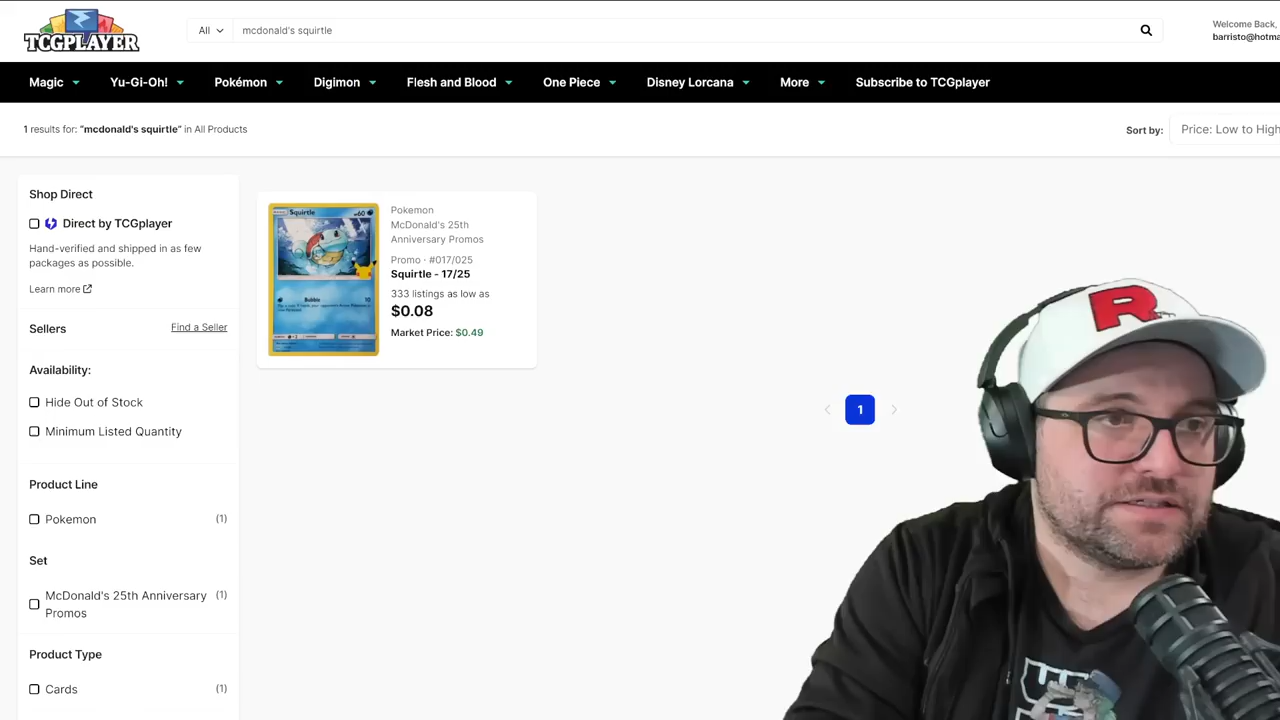 TCGPLAYER
All
mcdonald's squirtle
Welcome Back,
barristo@hotma
Magic
Yu-Gi-Oh!
Pokémon
Digimon
Flesh and Blood
One Piece
Disney Lorcana
More
Subscribe to TCGplayer
1 results for: "mcdonald's squirtle" in All Products
Sort by:
Price: Low to High
Shop Direct
Direct by TCGplayer
Hand-verified and shipped in as few
packages as possible.
Learn more
Sellers
Find a Seller
Availability:
Hide Out of Stock
Minimum Listed Quantity
Product Line
Pokemon (1)
Set
McDonald's 25th Anniversary (1)
Promos
Product Type
Cards (1)
Squirtle
60
Bubble 10
Pokemon
McDonald's 25th
Anniversary Promos
Promo · #017/025
Squirtle - 17/25
333 listings as low as
$0.08
Market Price: $0.49
1
R